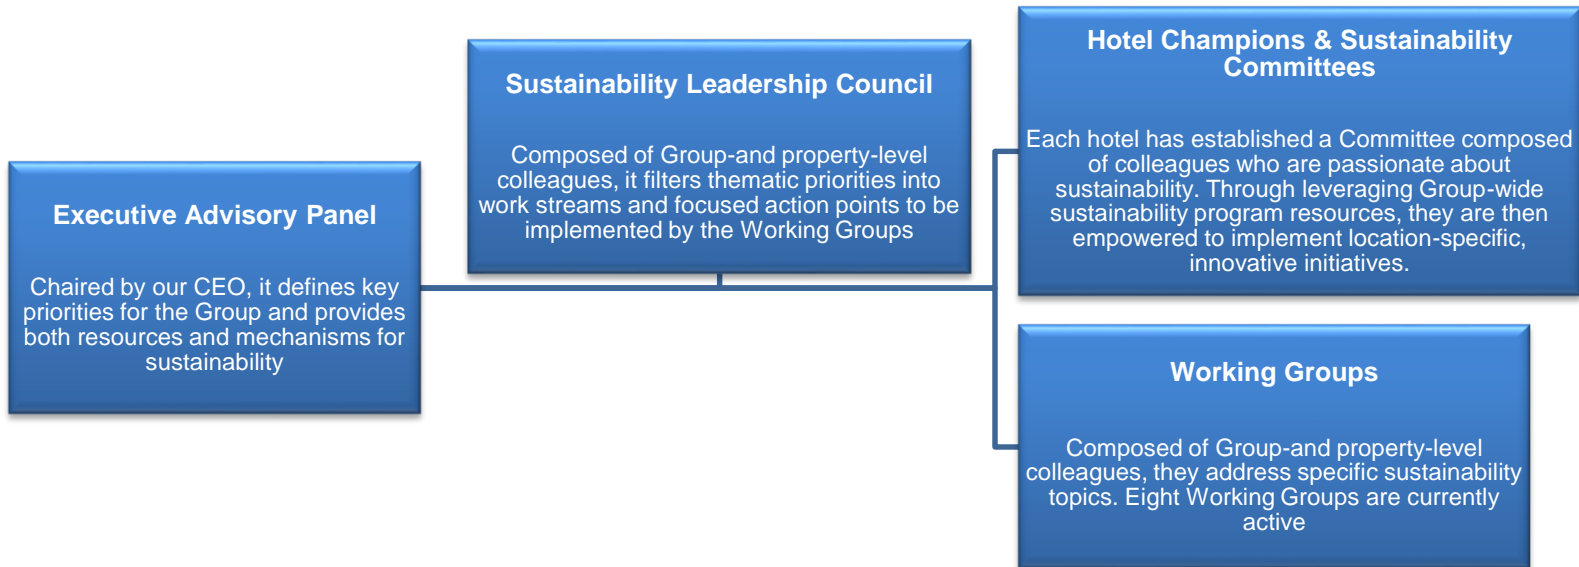 Executive Advisory Panel
Chaired by our CEO, it defines key
priorities for the Group and provides
both resources and mechanisms for
sustainability
Sustainability Leadership Council
Composed of Group-and property-level
colleagues, it filters thematic priorities into
work streams and focused action points to be
implemented by the Working Groups
Hotel Champions & Sustainability
Committees
Each hotel has established a Committee composed
of colleagues who are passionate about
sustainability. Through leveraging Group-wide
sustainability program resources, they are then
empowered to implement location-specific,
innovative initiatives.
Working Groups
Composed of Group-and property-level
colleagues, they address specific sustainability
topics. Eight Working Groups are currently
active